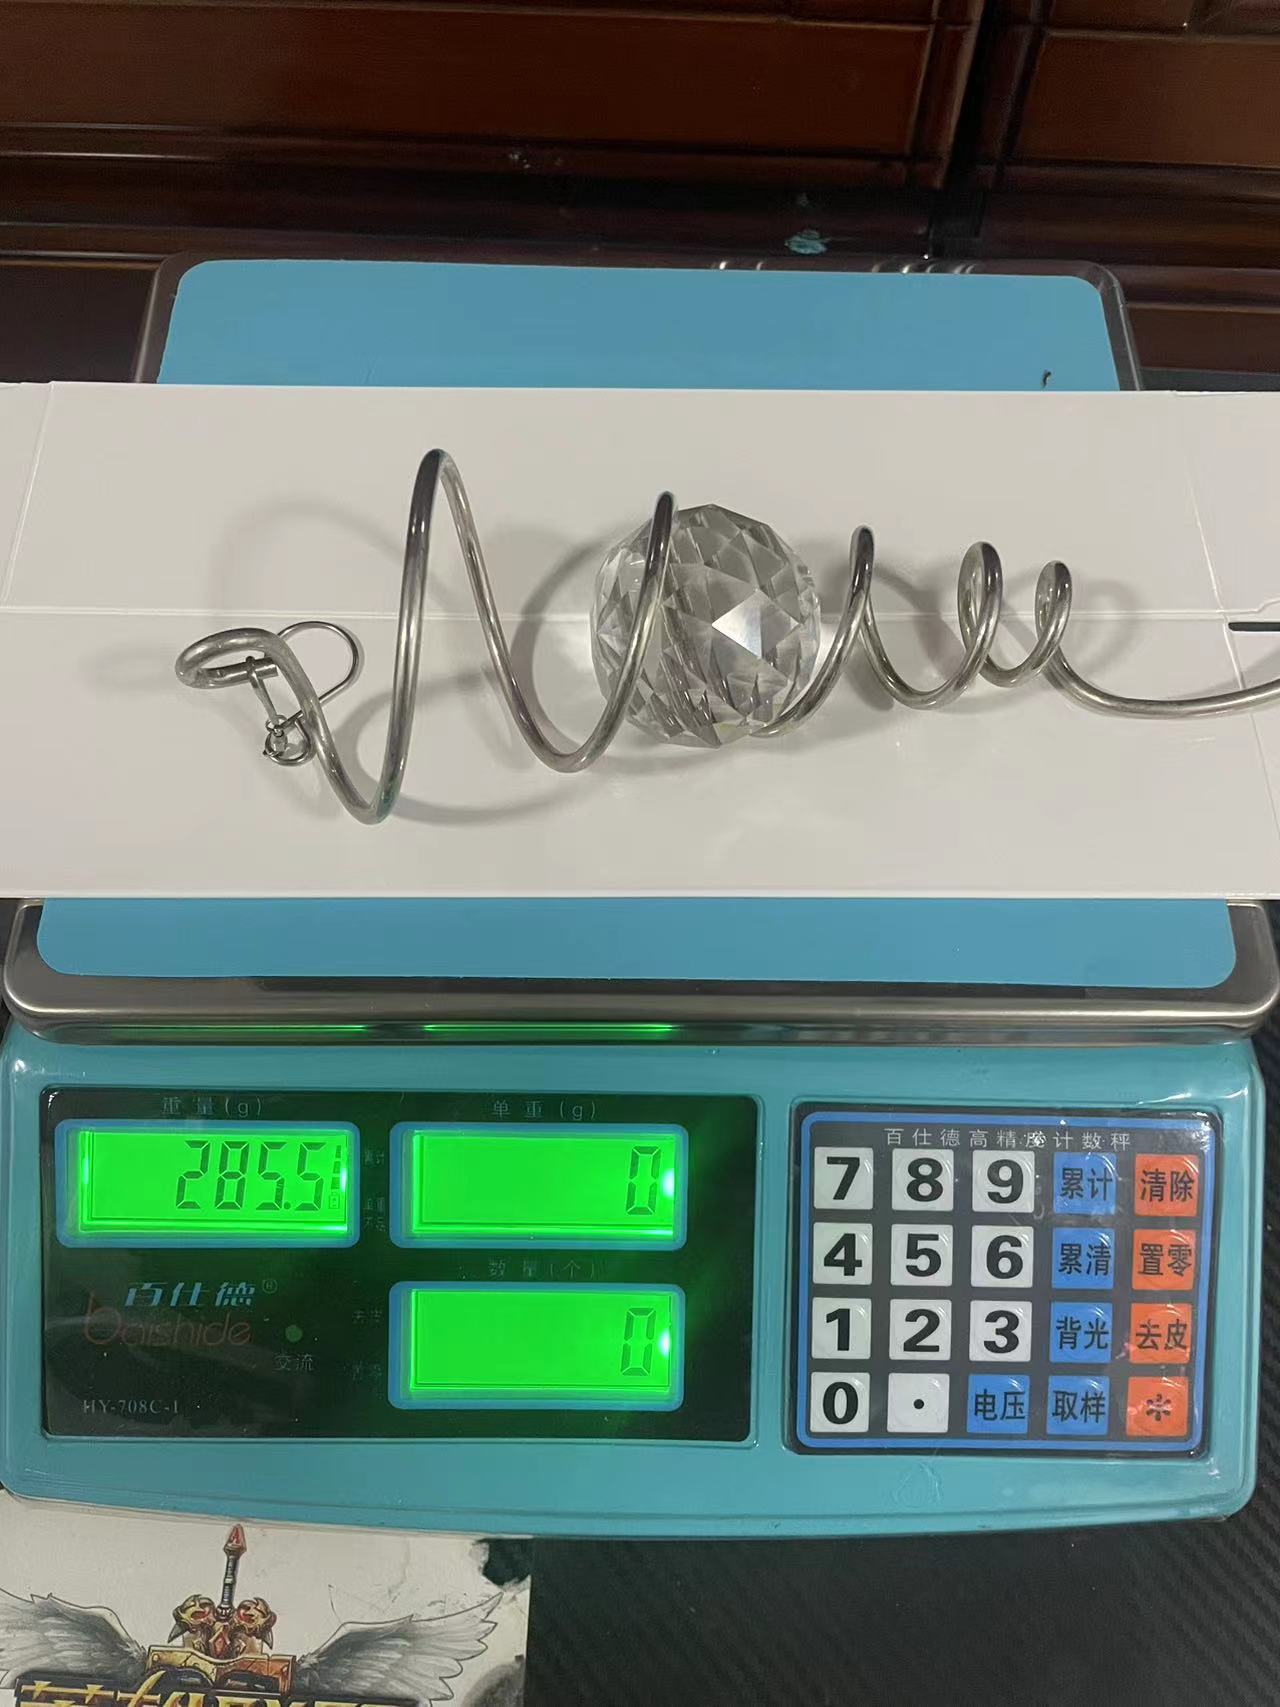 重量(g)
单重(g)
285.5
0
累计
数量(个)
0
百仕德®
baishide
交流
HY-708C-1
百仕德高精度计数秤
7 8 9 累计 清除
4 5 6 累清 置零
1 2 3 背光 去皮
0 . 电压 取样 *